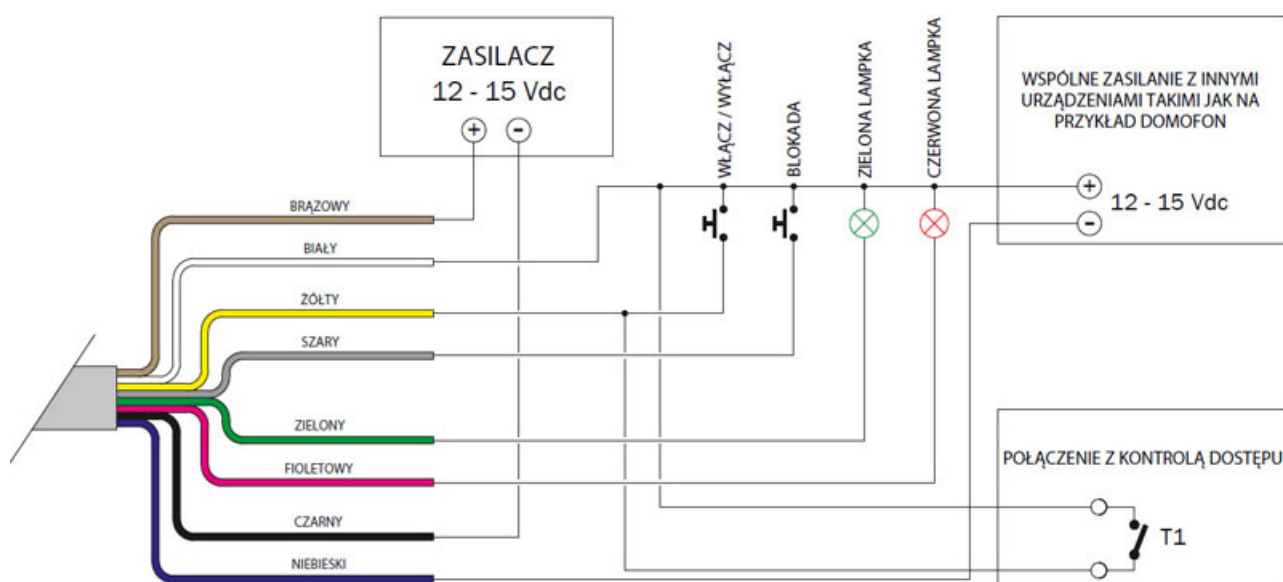 ZASILACZ
12 - 15 Vdc
+ -
WŁĄCZ / WYŁĄCZ
BLOKADA
ZIELONA LAMPKA
CZERWONA LAMPKA
WSPÓLNE ZASILANIE Z INNYMI
URZĄDZENIAMI TAKIMI JAK NA
PRZYKŁAD DOMOFON
+
12 - 15 Vdc
-
BRĄZOWY
BIAŁY
ŻÓŁTY
SZARY
ZIELONY
FIOLETOWY
CZARNY
NIEBIESKI
POŁĄCZENIE Z KONTROLĄ DOSTĘPU
T1